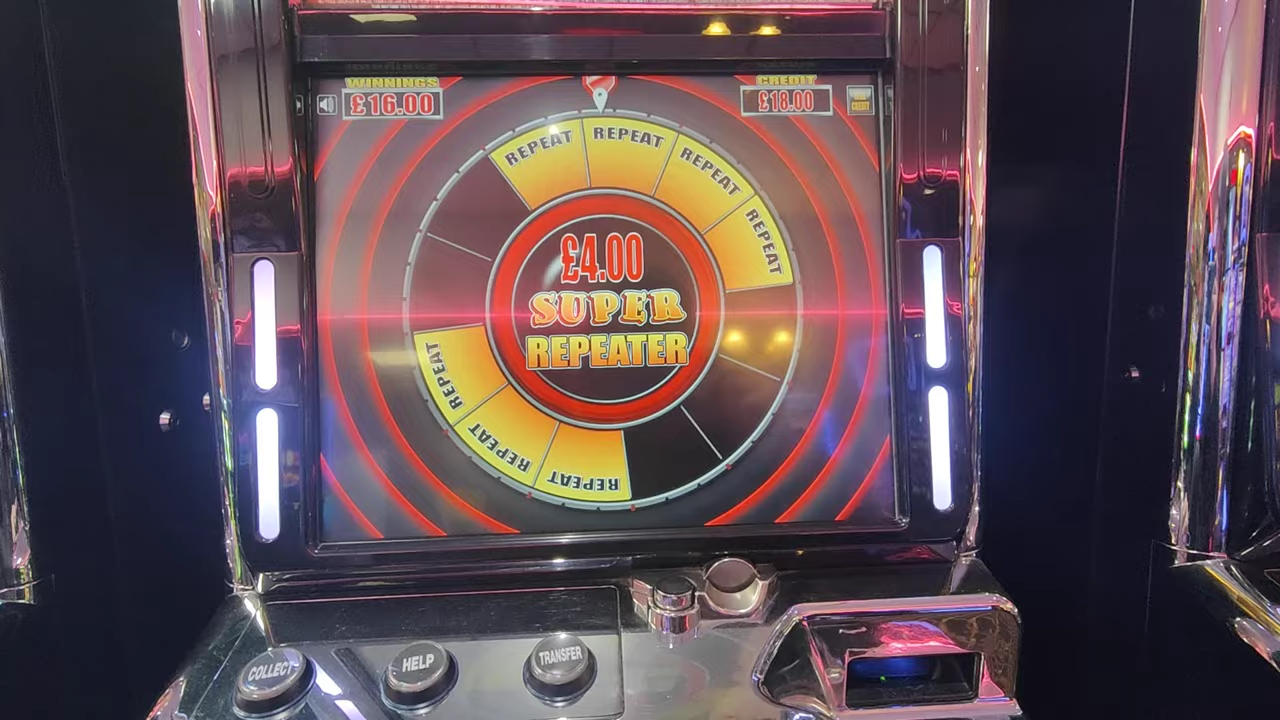 WINNINGS
£16.00
CREDIT
£18.00
CREDIT
REPEAT
REPEAT
REPEAT
REPEAT
£4.00
SUPER
REPEATER
REPEAT
REPEAT
REPEAT
COLLECT
HELP
TRANSFER